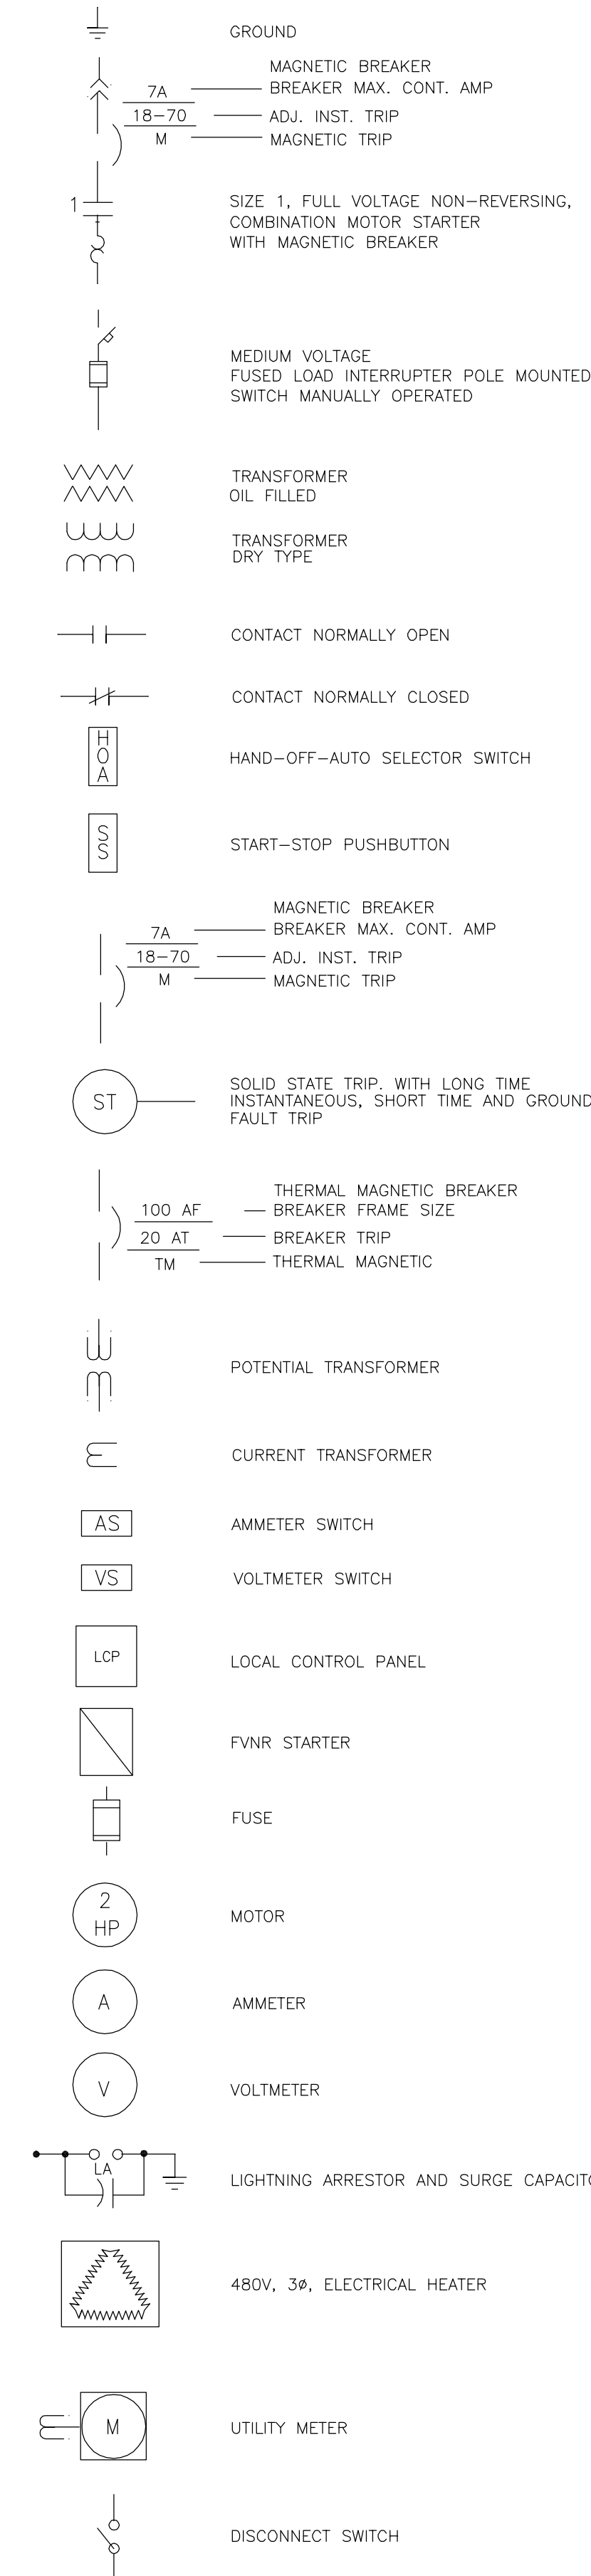 GROUND
MAGNETIC BREAKER
7A BREAKER MAX. CONT. AMP
18-70 ADJ. INST. TRIP
M MAGNETIC TRIP
1 SIZE 1, FULL VOLTAGE NON-REVERSING,
COMBINATION MOTOR STARTER
WITH MAGNETIC BREAKER
MEDIUM VOLTAGE
FUSED LOAD INTERRUPTER POLE MOUNTED
SWITCH MANUALLY OPERATED
TRANSFORMER
OIL FILLED
TRANSFORMER
DRY TYPE
CONTACT NORMALLY OPEN
CONTACT NORMALLY CLOSED
H
O
A
HAND-OFF-AUTO SELECTOR SWITCH
S
S
START-STOP PUSHBUTTON
MAGNETIC BREAKER
7A BREAKER MAX. CONT. AMP
18-70 ADJ. INST. TRIP
M MAGNETIC TRIP
SOLID STATE TRIP. WITH LONG TIME
ST INSTANTANEOUS, SHORT TIME AND GROUND
FAULT TRIP
THERMAL MAGNETIC BREAKER
100 AF BREAKER FRAME SIZE
20 AT BREAKER TRIP
TM THERMAL MAGNETIC
POTENTIAL TRANSFORMER
CURRENT TRANSFORMER
AS AMMETER SWITCH
VS VOLTMETER SWITCH
LCP LOCAL CONTROL PANEL
FVNR STARTER
FUSE
2
HP
MOTOR
A AMMETER
V VOLTMETER
LA
LIGHTNING ARRESTOR AND SURGE CAPACITO
480V, 3ø, ELECTRICAL HEATER
M UTILITY METER
DISCONNECT SWITCH